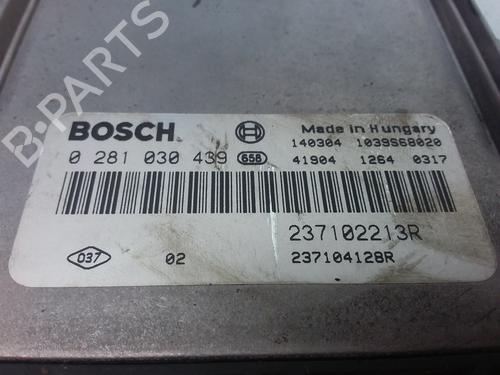 B-PARTS
BOSCH
Made in Hungary
140304 1039S68020
0 281 030 439 658
41904 1264 0317
237102213R
037 02
237104128R